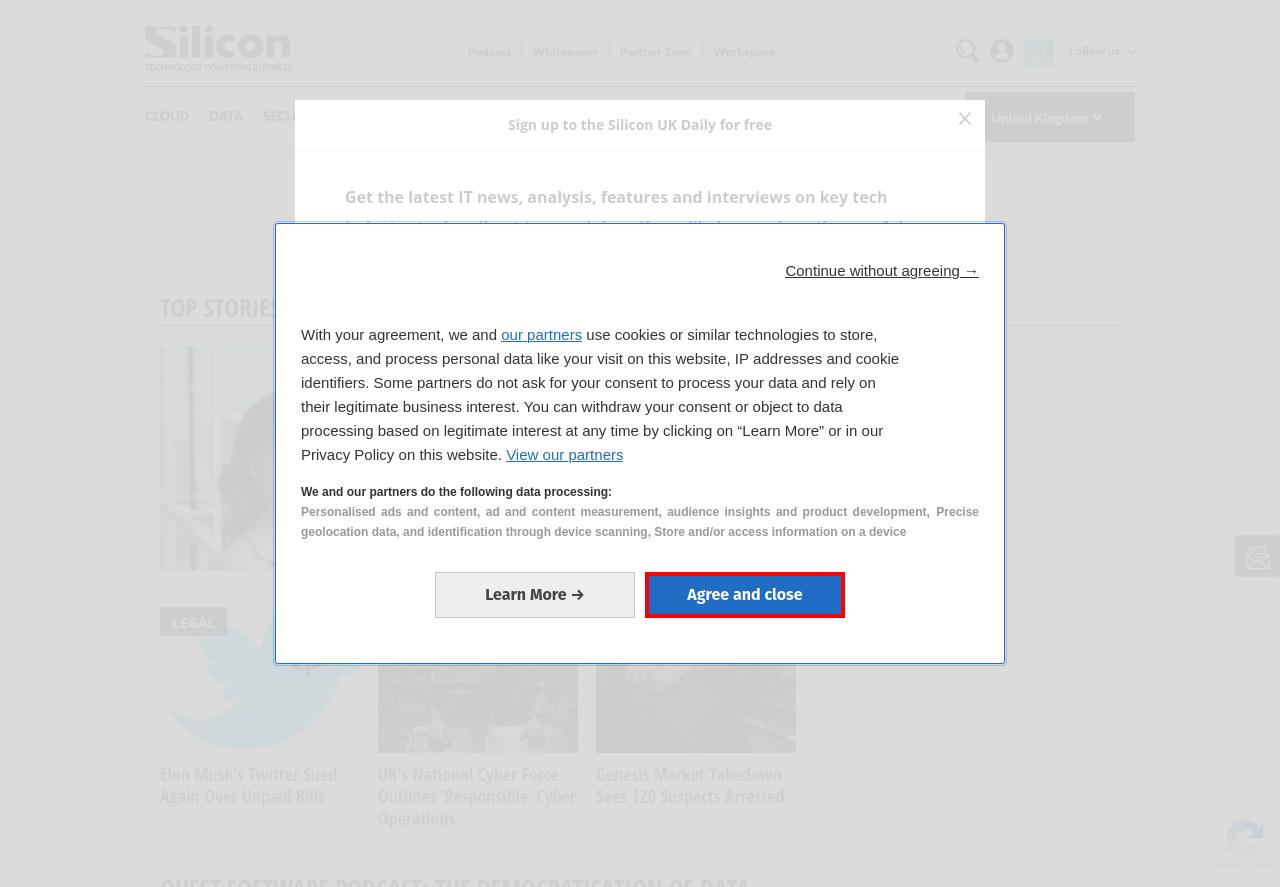 Silicon
TECHNOLOGY POWERING BUSINESS
Podcast
Whitepaper
Partner Zone
Workspace
Follow us
CLOUD
DATA
SECU
United Kingdom
Sign up to the Silicon UK Daily for free
Get the latest IT news, analysis, features and interviews on key tech
Continue without agreeing →
With your agreement, we and our partners use cookies or similar technologies to store,
access, and process personal data like your visit on this website, IP addresses and cookie
identifiers. Some partners do not ask for your consent to process your data and rely on
their legitimate business interest. You can withdraw your consent or object to data
processing based on legitimate interest at any time by clicking on “Learn More” or in our
Privacy Policy on this website. View our partners
We and our partners do the following data processing:
Personalised ads and content, ad and content measurement, audience insights and product development, Precise
geolocation data, and identification through device scanning, Store and/or access information on a device
Learn More →
Agree and close
TOP STORIES
LEGAL
Elon Musk's Twitter Sued
Again Over Unpaid Bills
UK's National Cyber Force
Outlines ‘Responsible’ Cyber
Operations
Genesis Market Takedown
Sees 120 Suspects Arrested
QUEST SOFTWARE PODCAST: THE DEMOCRATISATION OF DATA